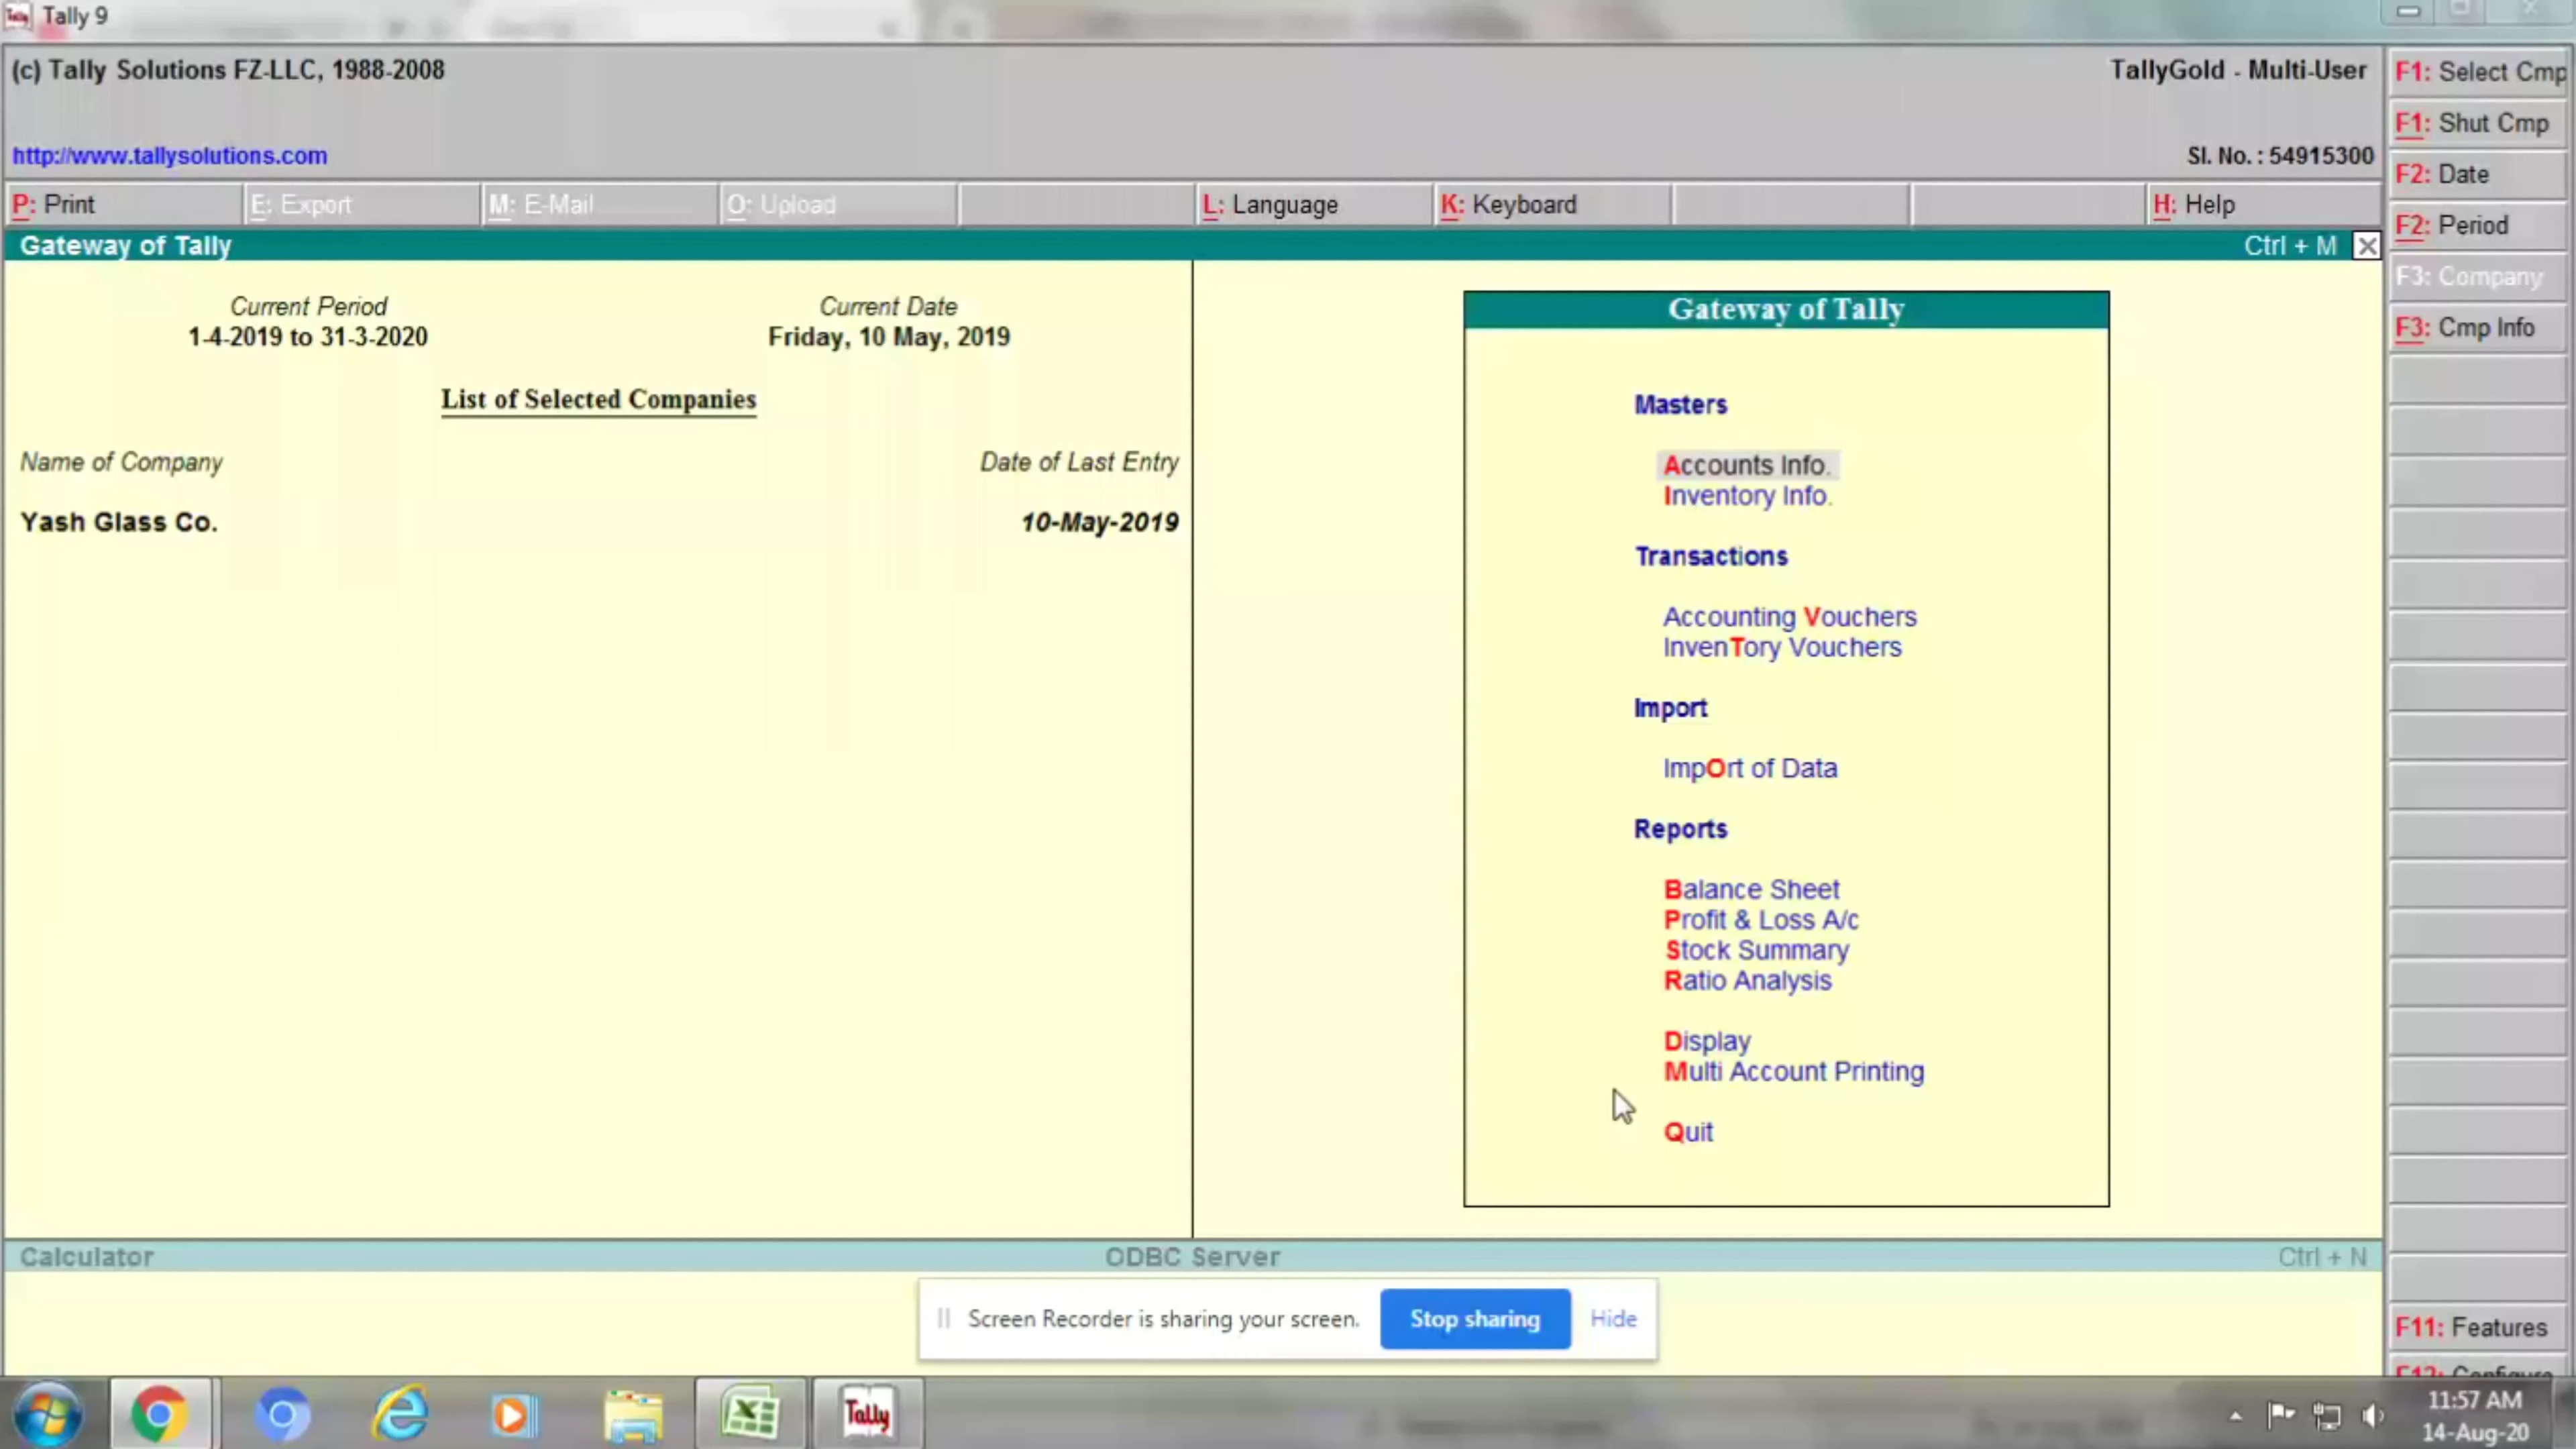 Tally 9
(c) Tally Solutions FZ-LLC, 1988-2008
TallyGold - Multi-User
http://www.tallysolutions.com
Sl. No. : 54915300
P: Print
E: Export
M: E-Mail
O: Upload
L: Language
K: Keyboard
H: Help
Gateway of Tally
Ctrl + M
Current Period
1-4-2019 to 31-3-2020
Current Date
Friday, 10 May, 2019
List of Selected Companies
Name of Company
Date of Last Entry
Yash Glass Co.
10-May-2019
Gateway of Tally
Masters
Accounts Info.
Inventory Info.
Transactions
Accounting Vouchers
InvenTory Vouchers
Import
ImpOrt of Data
Reports
Balance Sheet
Profit & Loss A/c
Stock Summary
Ratio Analysis
Display
Multi Account Printing
Quit
F1: Select Cmp
F1: Shut Cmp
F2: Date
F2: Period
F3: Company
F3: Cmp Info
F11: Features
F12: Configure
Calculator
ODBC Server
Ctrl + N
Screen Recorder is sharing your screen.
Stop sharing
Hide
Tally
11:57 AM
14-Aug-20